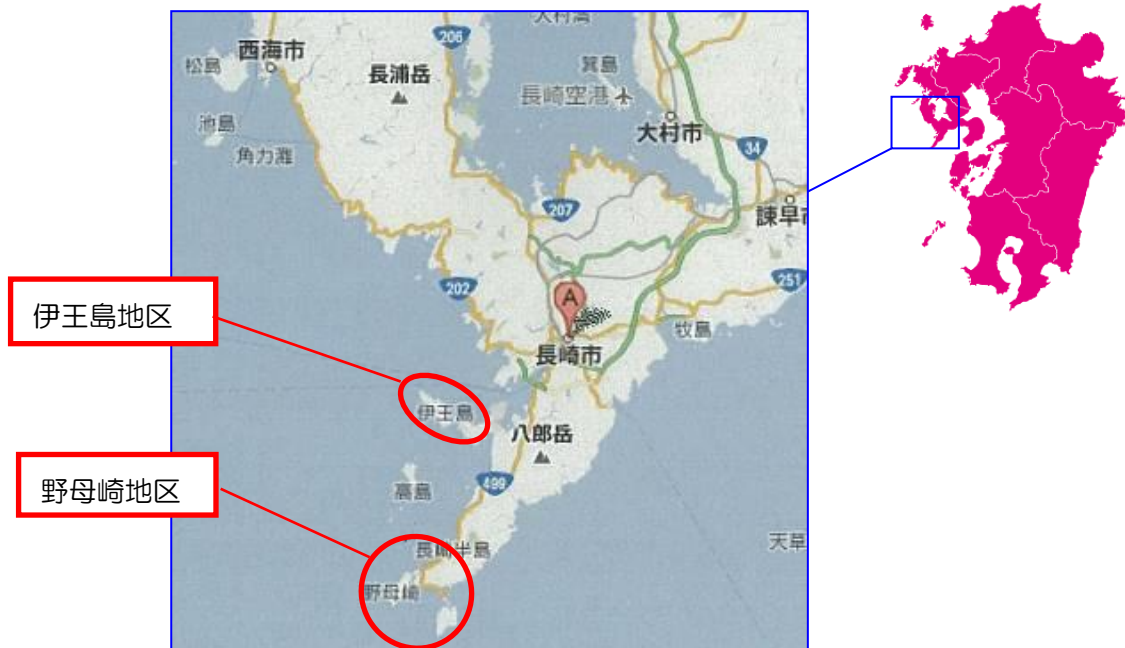 大村湾
206
西海市
松島
長浦岳
箕島
長崎空港
大村市
池島
角力灘
34
207
諫早市
202
251
伊王島地区
A
牧島
長崎市
伊王島
八郎岳
野母崎地区
499
高島
長崎半島
天草
野母崎